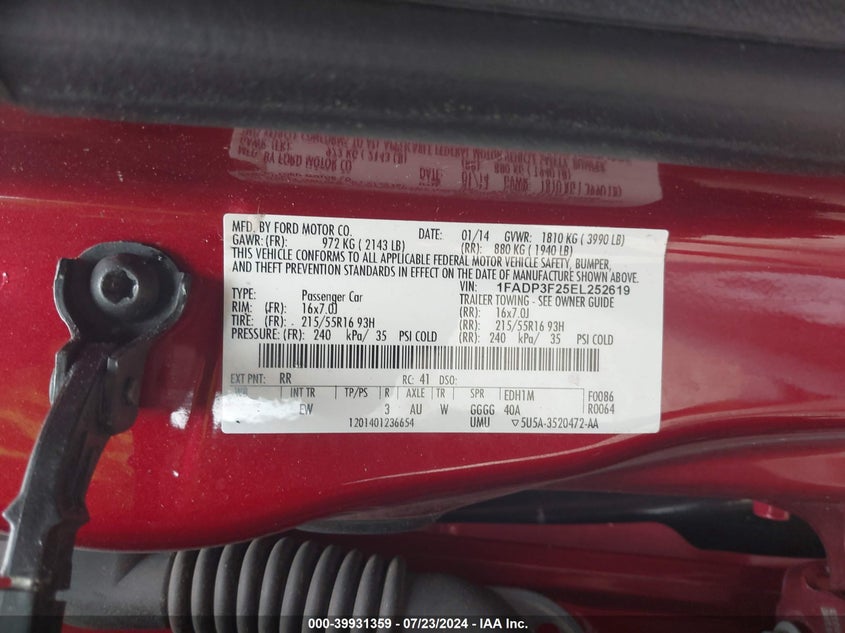 MFD. BY FORD MOTOR CO. DATE: 01/14 GVWR: 1810 KG ( 3990 LB)
GAWR: (FR): 972 KG ( 2143 LB) (RR): 880 KG ( 1940 LB)
THIS VEHICLE CONFORMS TO ALL APPLICABLE FEDERAL MOTOR VEHICLE SAFETY, BUMPER,
AND THEFT PREVENTION STANDARDS IN EFFECT ON THE DATE OF MANUFACTURE SHOWN ABOVE.
VIN: 1FADP3F25EL252619
TYPE: Passenger Car TRAILER TOWING - SEE OWNER GUIDE
RIM: (FR): 16x7.0J (RR): 16x7.0J
TIRE: (FR): 215/55R16 93H (RR): 215/55R16 93H
PRESSURE: (FR): 240 kPa/ 35 PSI COLD (RR): 240 kPa/ 35 PSI COLD
EXT PNT: RR RC: 41 DSO:
WB INT TR TP/PS R AXLE TR SPR EDH1M F0086
EW 3 AU W GGGG 40A R0064
1201401236654 UMU ▽5U5A-3520472-AA
000-39931359 - 07/23/2024 - IAA Inc.